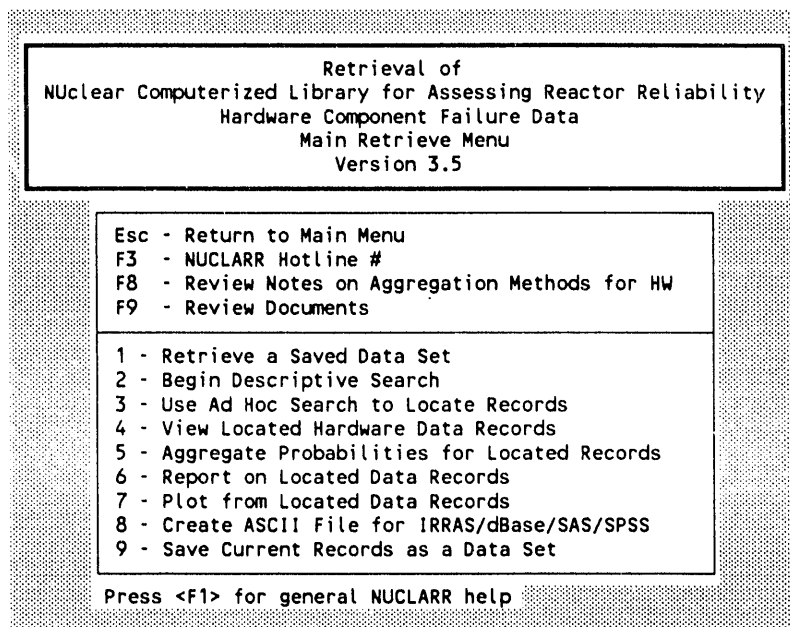 Retrieval of
NUclear Computerized Library for Assessing Reactor Reliability
Hardware Component Failure Data
Main Retrieve Menu
Version 3.5
Esc - Return to Main Menu
F3 - NUCLARR Hotline #
F8 - Review Notes on Aggregation Methods for HW
F9 - Review Documents
1 - Retrieve a Saved Data Set
2 - Begin Descriptive Search
3 - Use Ad Hoc Search to Locate Records
4 - View Located Hardware Data Records
5 - Aggregate Probabilities for Located Records
6 - Report on Located Data Records
7 - Plot from Located Data Records
8 - Create ASCII File for IRRAS/dBase/SAS/SPSS
9 - Save Current Records as a Data Set
Press <F1> for general NUCLARR help